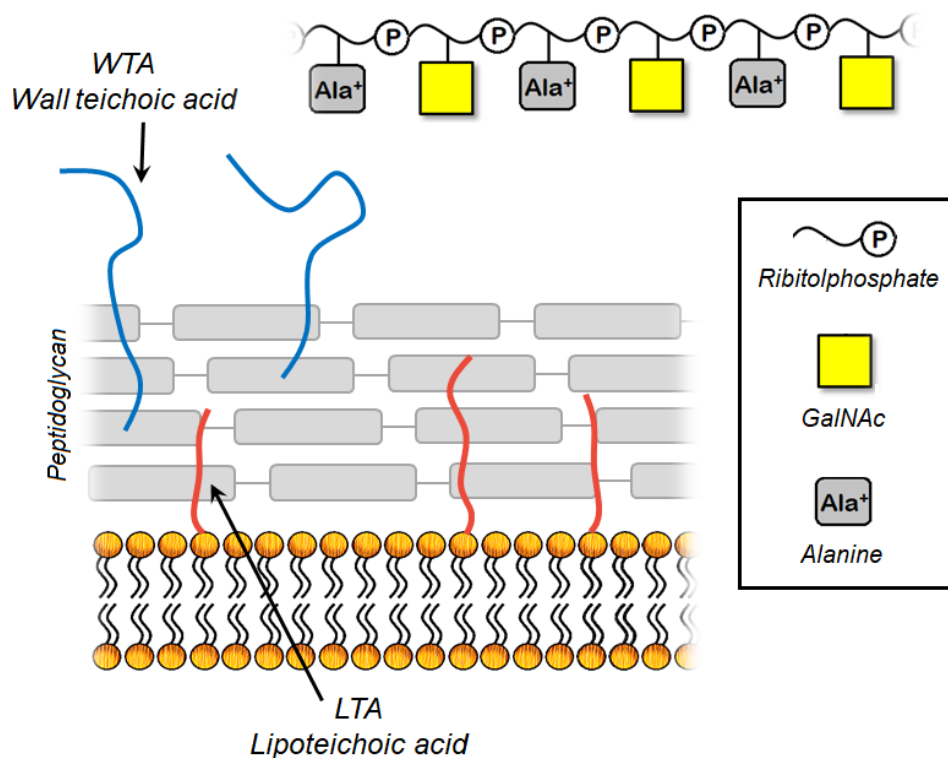 P P P P P P
Ala⁺ Ala⁺ Ala⁺
WTA
Wall teichoic acid
Peptidoglycan
P
Ribitolphosphate
GalNAc
Ala⁺
Alanine
LTA
Lipoteichoic acid